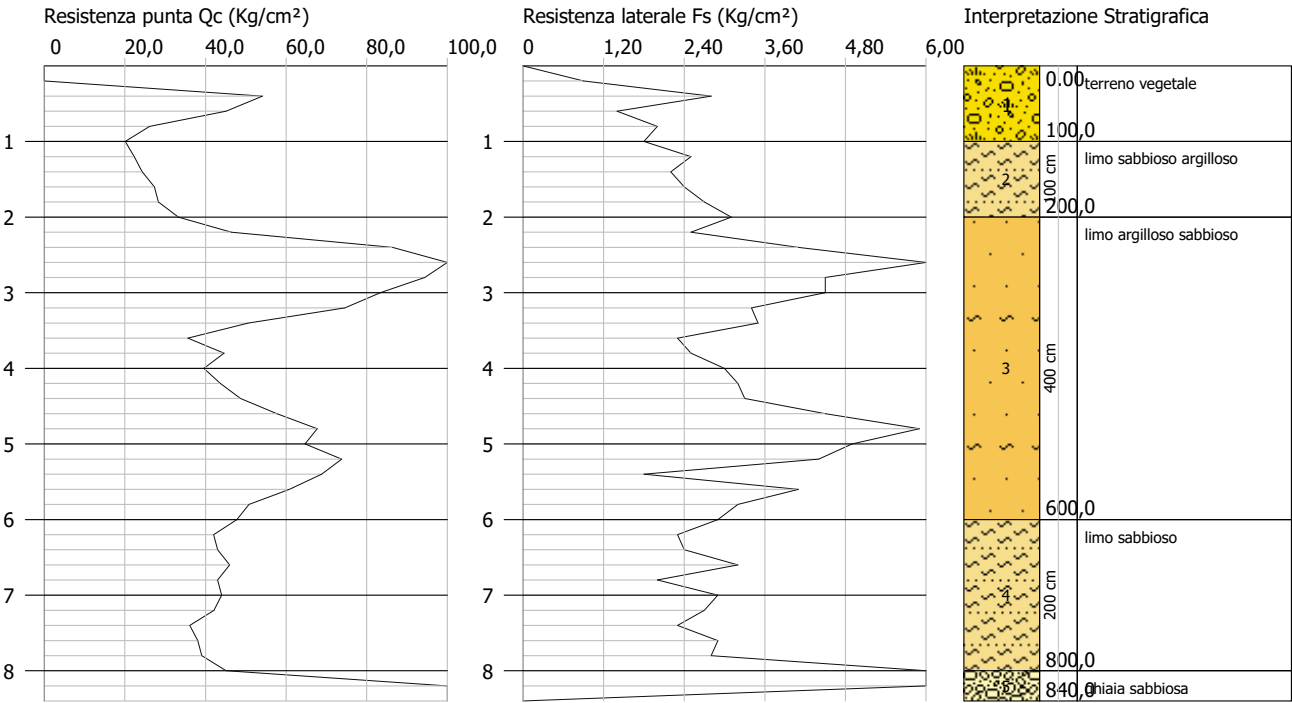 Resistenza punta Qc (Kg/cm²)
0 20,0 40,0 60,0 80,0 100,0
1
2
3
4
5
6
7
8
Resistenza laterale Fs (Kg/cm²)
0 1,20 2,40 3,60 4,80 6,00
1
2
3
4
5
6
7
8
Interpretazione Stratigrafica
0.00
1
terreno vegetale
100,0
2
100 cm
limo sabbioso argilloso
200,0
3
400 cm
limo argilloso sabbioso
600,0
4
200 cm
limo sabbioso
800,0
5
840,0
ghiaia sabbiosa